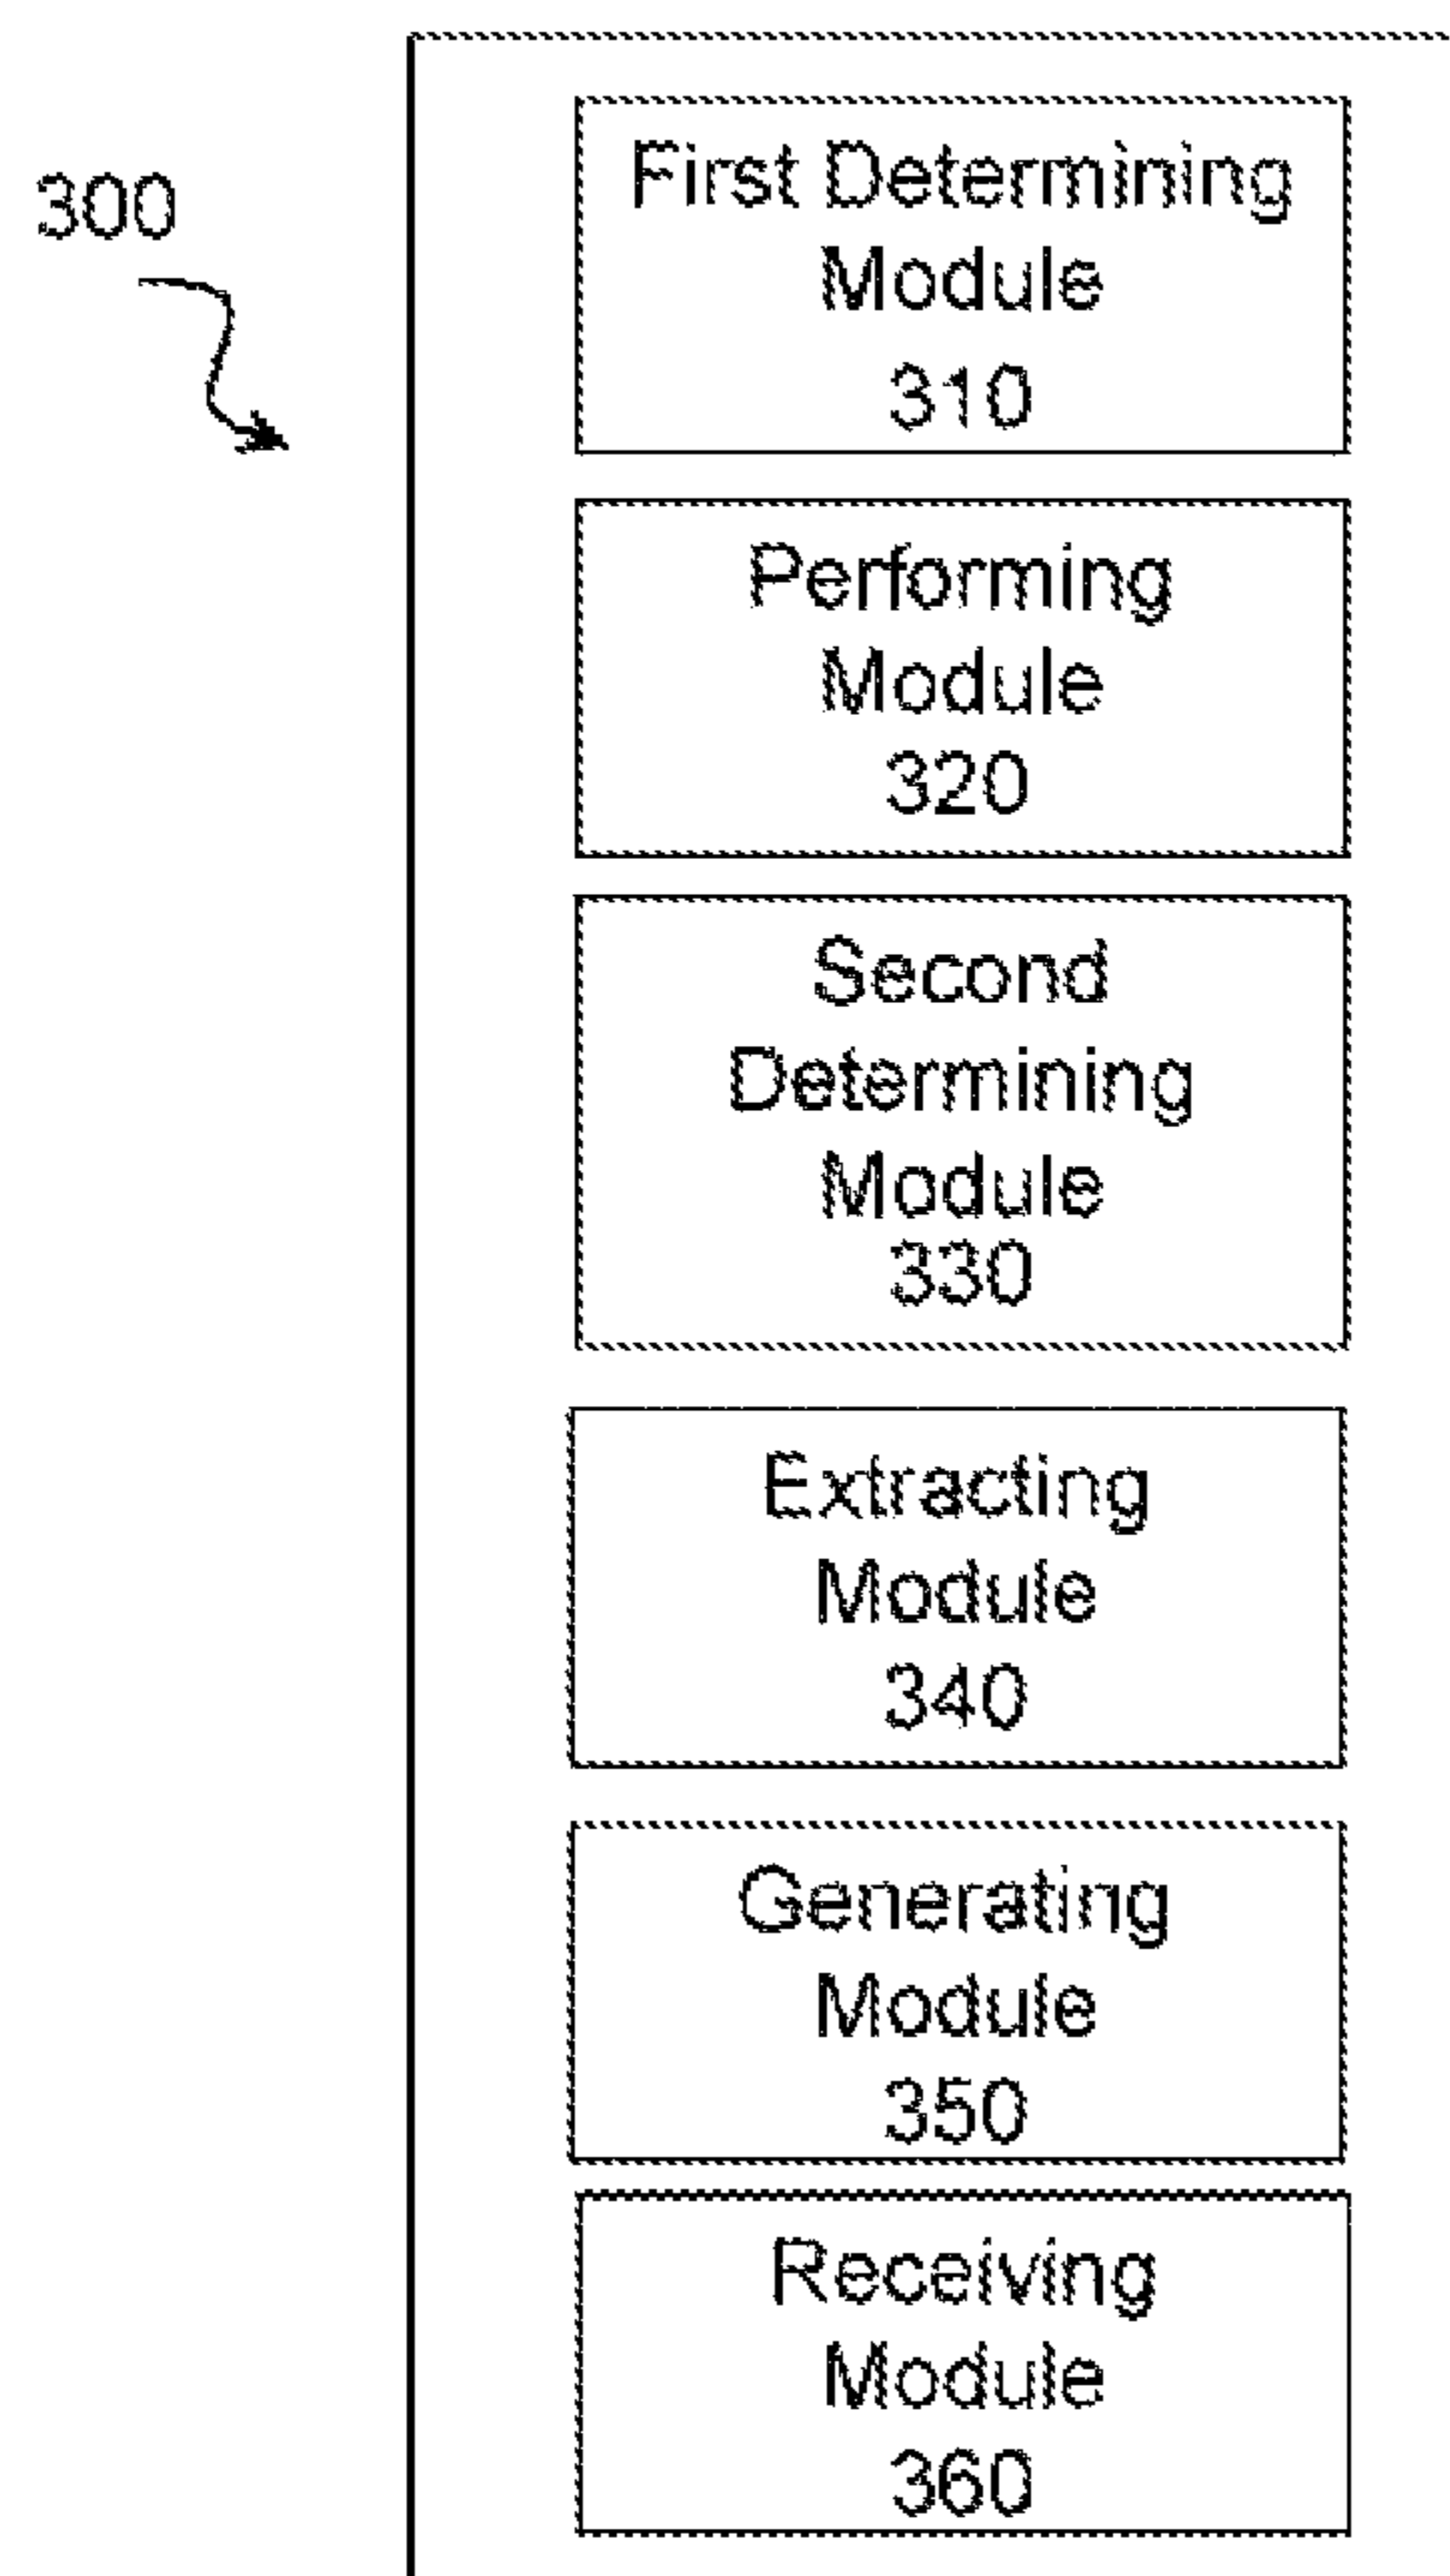 300
First Determining
Module
310
Performing
Module
320
Second
Determining
Module
330
Extracting
Module
340
Generating
Module
350
Receiving
Module
360